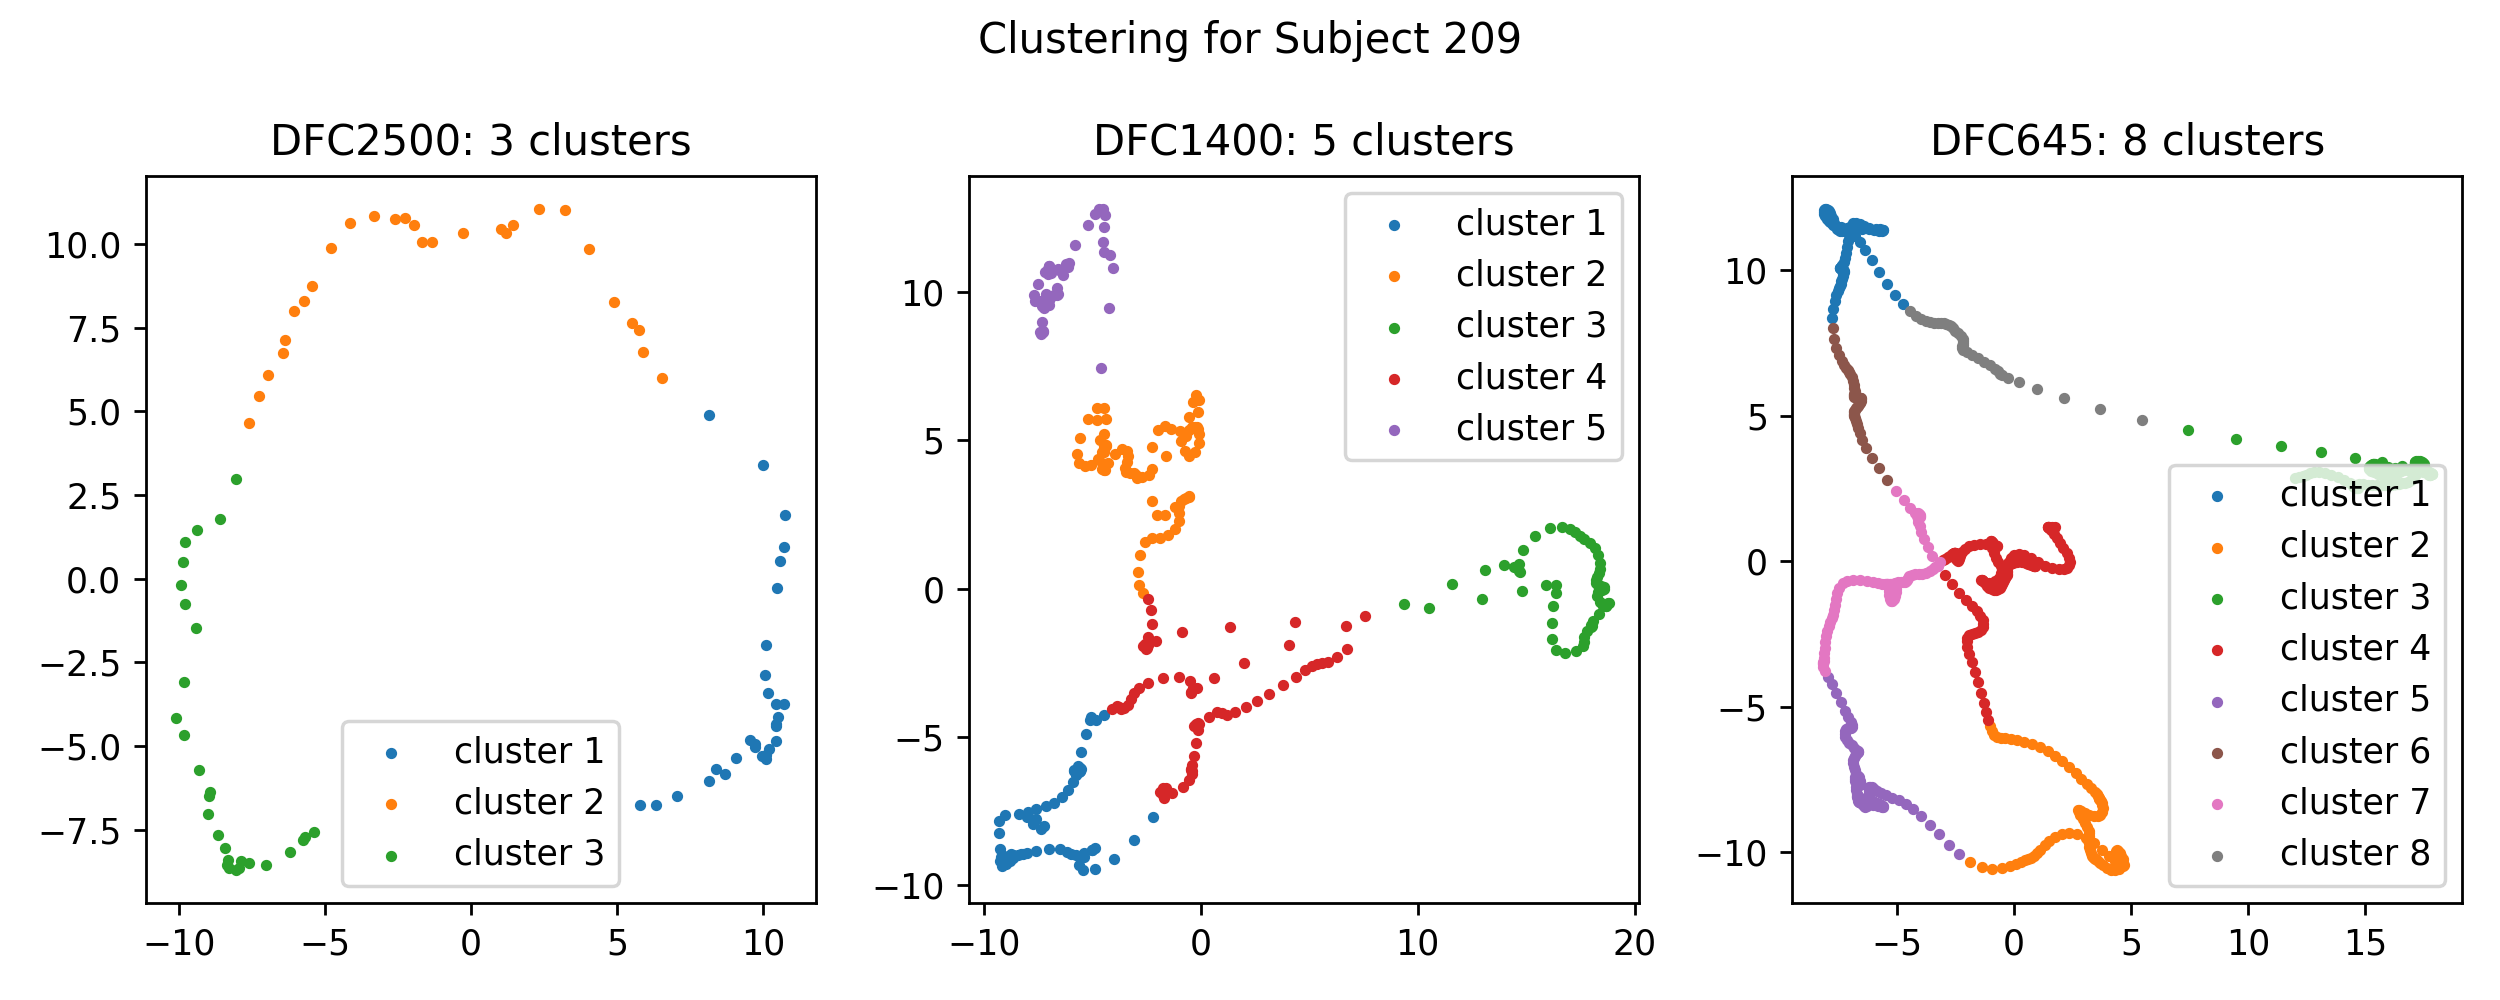 Clustering for Subject 209
DFC2500: 3 clusters
10.0
7.5
5.0
2.5
0.0
−2.5
−5.0
−7.5
−10
−5
0
5
10
cluster 1
cluster 2
cluster 3
DFC1400: 5 clusters
10
5
0
−5
−10
−10
0
10
20
cluster 1
cluster 2
cluster 3
cluster 4
cluster 5
DFC645: 8 clusters
10
5
0
−5
−10
−5
0
5
10
15
cluster 1
cluster 2
cluster 3
cluster 4
cluster 5
cluster 6
cluster 7
cluster 8